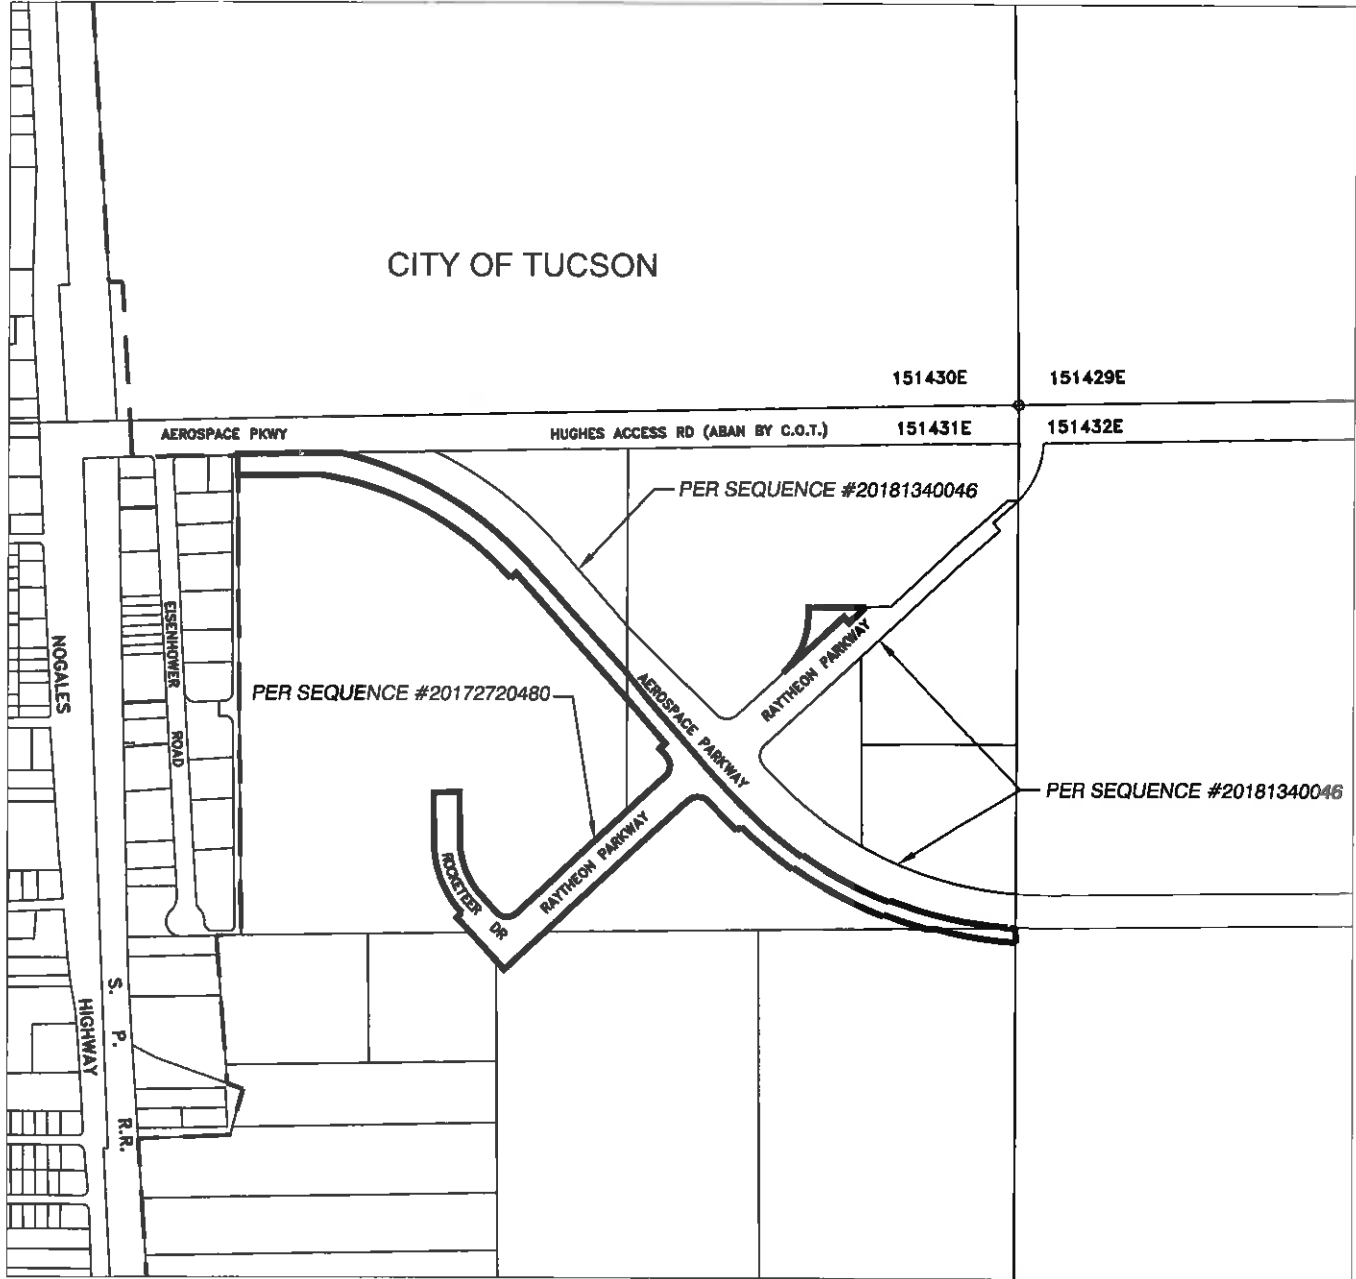 CITY OF TUCSON
151430E
151429E
AEROSPACE PKWY
HUGHES ACCESS RD (ABAN BY C.O.T.)
151431E
151432E
PER SEQUENCE #20181340046
EISENHOWER ROAD
NOGALES HIGHWAY
RAYTHEON PARKWAY
AEROSPACE PARKWAY
PER SEQUENCE #20172720480
PER SEQUENCE #20181340046
RAYTHEON PARKWAY
ROCKETEER DR
S. P. R.R.